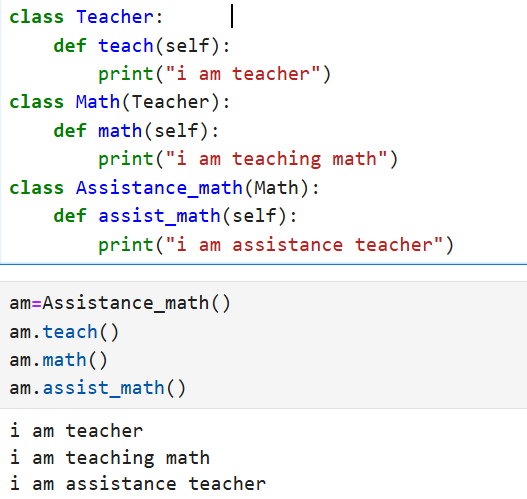 class Teacher:
    def teach(self):
        print("i am teacher")
class Math(Teacher):
    def math(self):
        print("i am teaching math")
class Assistance_math(Math):
    def assist_math(self):
        print("i am assistance teacher")
am=Assistance_math()
am.teach()
am.math()
am.assist_math()
i am teacher
i am teaching math
i am assistance teacher